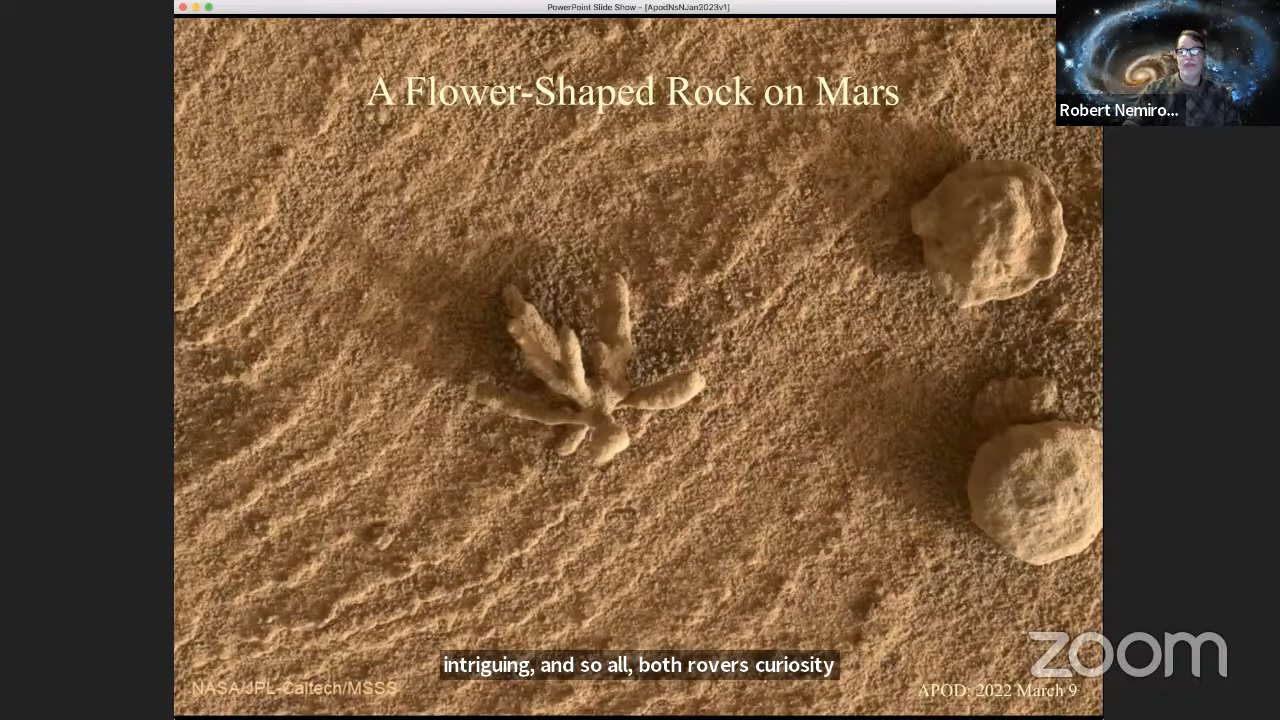 PowerPoint Slide Show - [ApodNsNJan2023v1]
A Flower-Shaped Rock on Mars
Robert Nemiro...
intriguing, and so all, both rovers curiosity
zoom
NASA/JPL-Caltech/MSSS
APOD: 2022 March 9